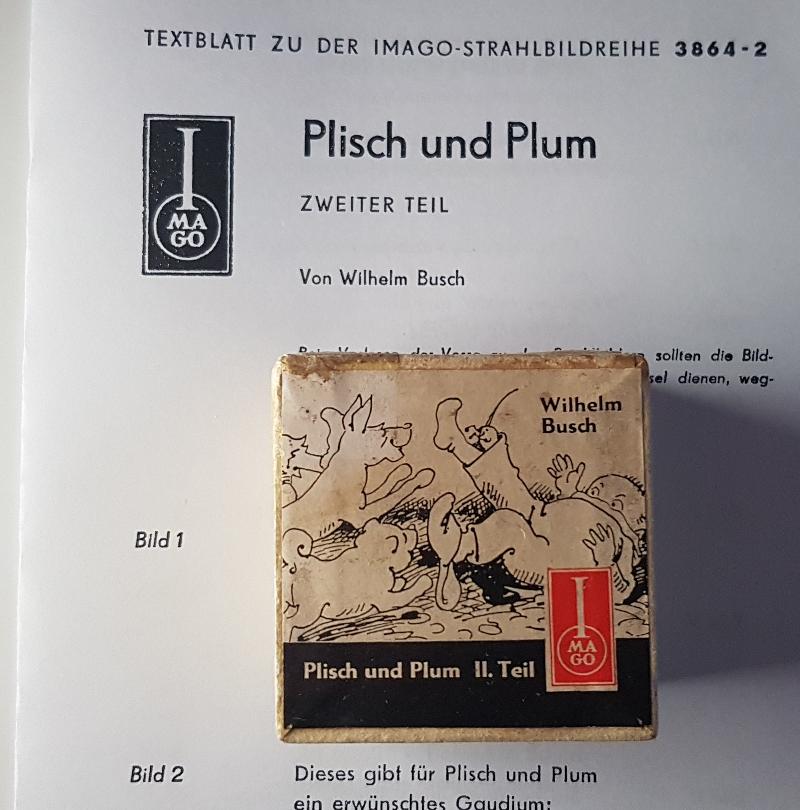 TEXTBLATT ZU DER IMAGO-STRAHLBILDREIHE 3864-2
I
MA
GO
Plisch und Plum
ZWEITER TEIL
Von Wilhelm Busch
sollten die Bild-
dienen, weg-
Wilhelm
Busch
Bild 1
I
MA
GO
Plisch und Plum II. Teil
Bild 2
Dieses gibt für Plisch und Plum
ein erwünschtes Gaudium: